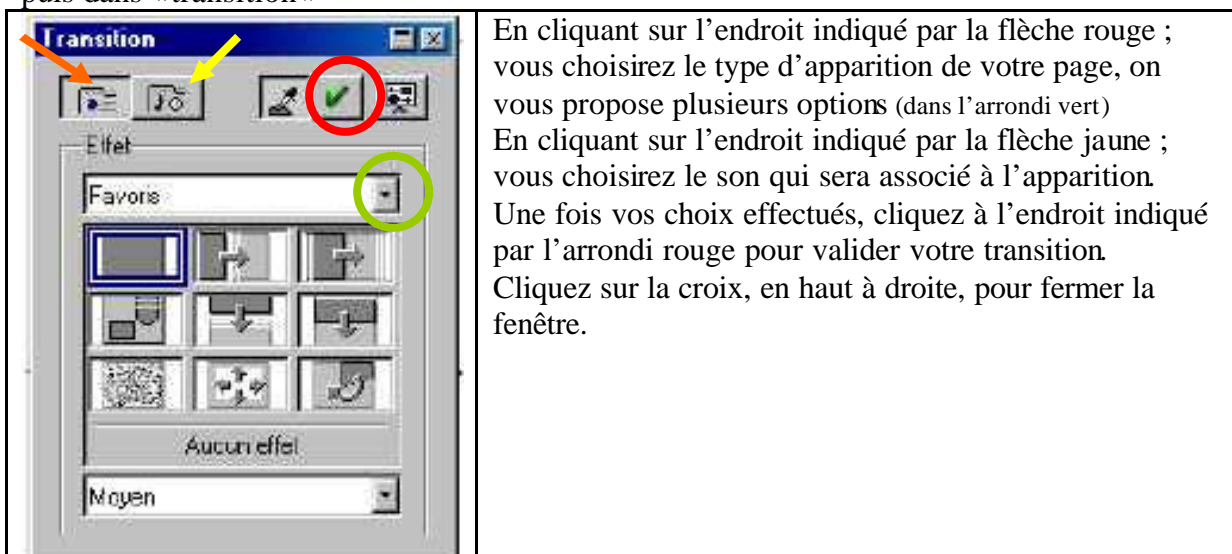 puis dans «transition»
Transition
Effet
Favoris
Aucun effet
Moyen
En cliquant sur l’endroit indiqué par la flèche rouge ;
vous choisirez le type d’apparition de votre page, on
vous propose plusieurs options (dans l’arrondi vert)
En cliquant sur l’endroit indiqué par la flèche jaune ;
vous choisirez le son qui sera associé à l’apparition.
Une fois vos choix effectués, cliquez à l’endroit indiqué
par l’arrondi rouge pour valider votre transition.
Cliquez sur la croix, en haut à droite, pour fermer la
fenêtre.